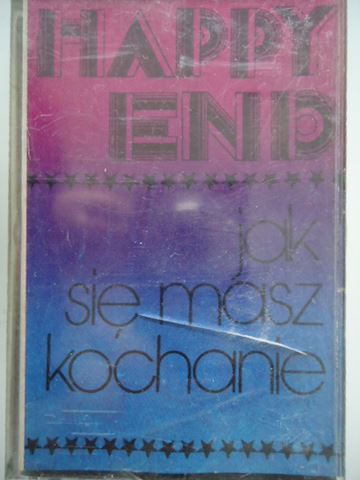 HAPPY
END
jak
się masz
kochanie